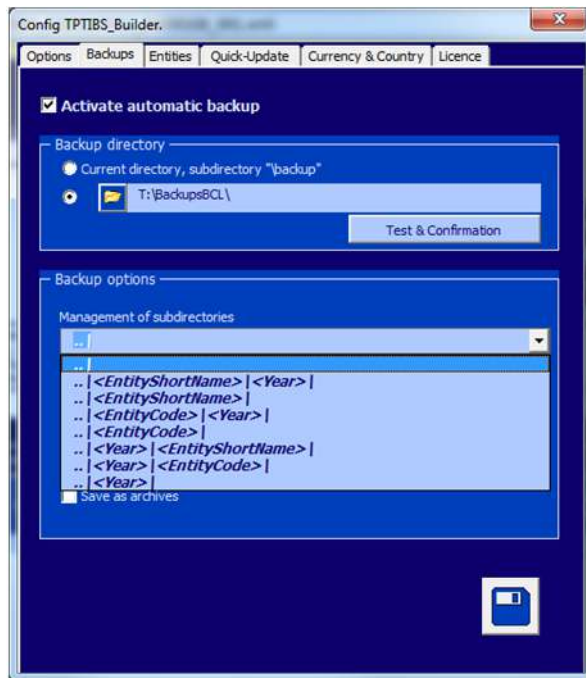 Config TPTIBS_Builder.
Options Backups Entities Quick-Update Currency & Country Licence
Activate automatic backup
Backup directory
Current directory, subdirectory "\backup"
T:\BackupsBCL\
Test & Confirmation
Backup options
Management of subdirectories
..|
..|
..|<EntityShortName>|<Year>|
..|<EntityShortName>|
..|<EntityCode>|<Year>|
..|<EntityCode>|
..|<Year>|<EntityShortName>|
..|<Year>|<EntityCode>|
..|<Year>|
Save as archives